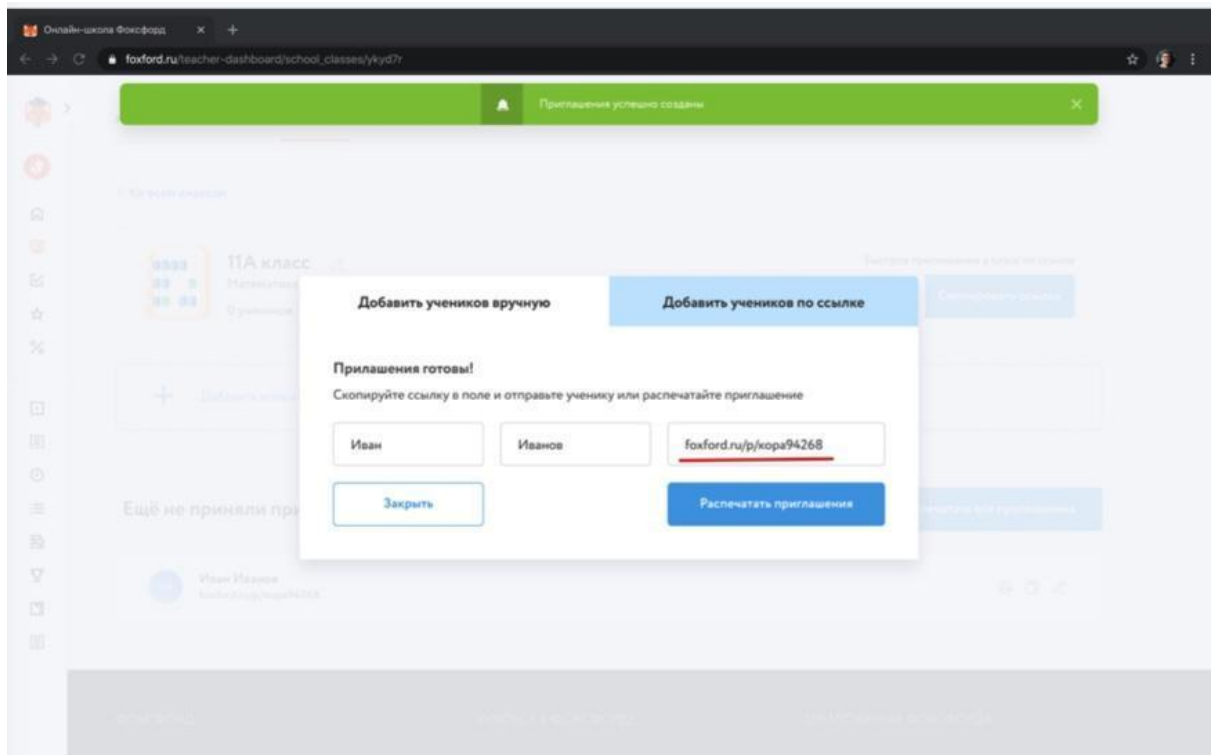 Онлайн-школа Фоксфорд
foxford.ru/teacher-dashboard/school_classes/ykyd7r
Приглашения успешно созданы
11А класс
Добавить учеников вручную
Добавить учеников по ссылке
Прилашения готовы!
Скопируйте ссылку в поле и отправьте ученику или распечатайте приглашение
Иван
Иванов
foxford.ru/p/кора94268
Закрыть
Распечатать приглашения
Ещё не приняли при
Иван Иванов